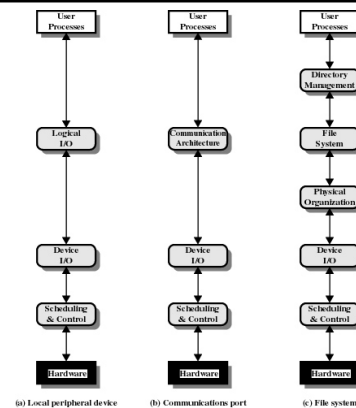 User
Processes
Logical
I/O
Device
I/O
Scheduling
& Control
Hardware
(a) Local peripheral device
User
Processes
Communication
Architecture
Device
I/O
Scheduling
& Control
Hardware
(b) Communications port
User
Processes
Directory
Management
File
System
Physical
Organization
Device
I/O
Scheduling
& Control
Hardware
(c) File system